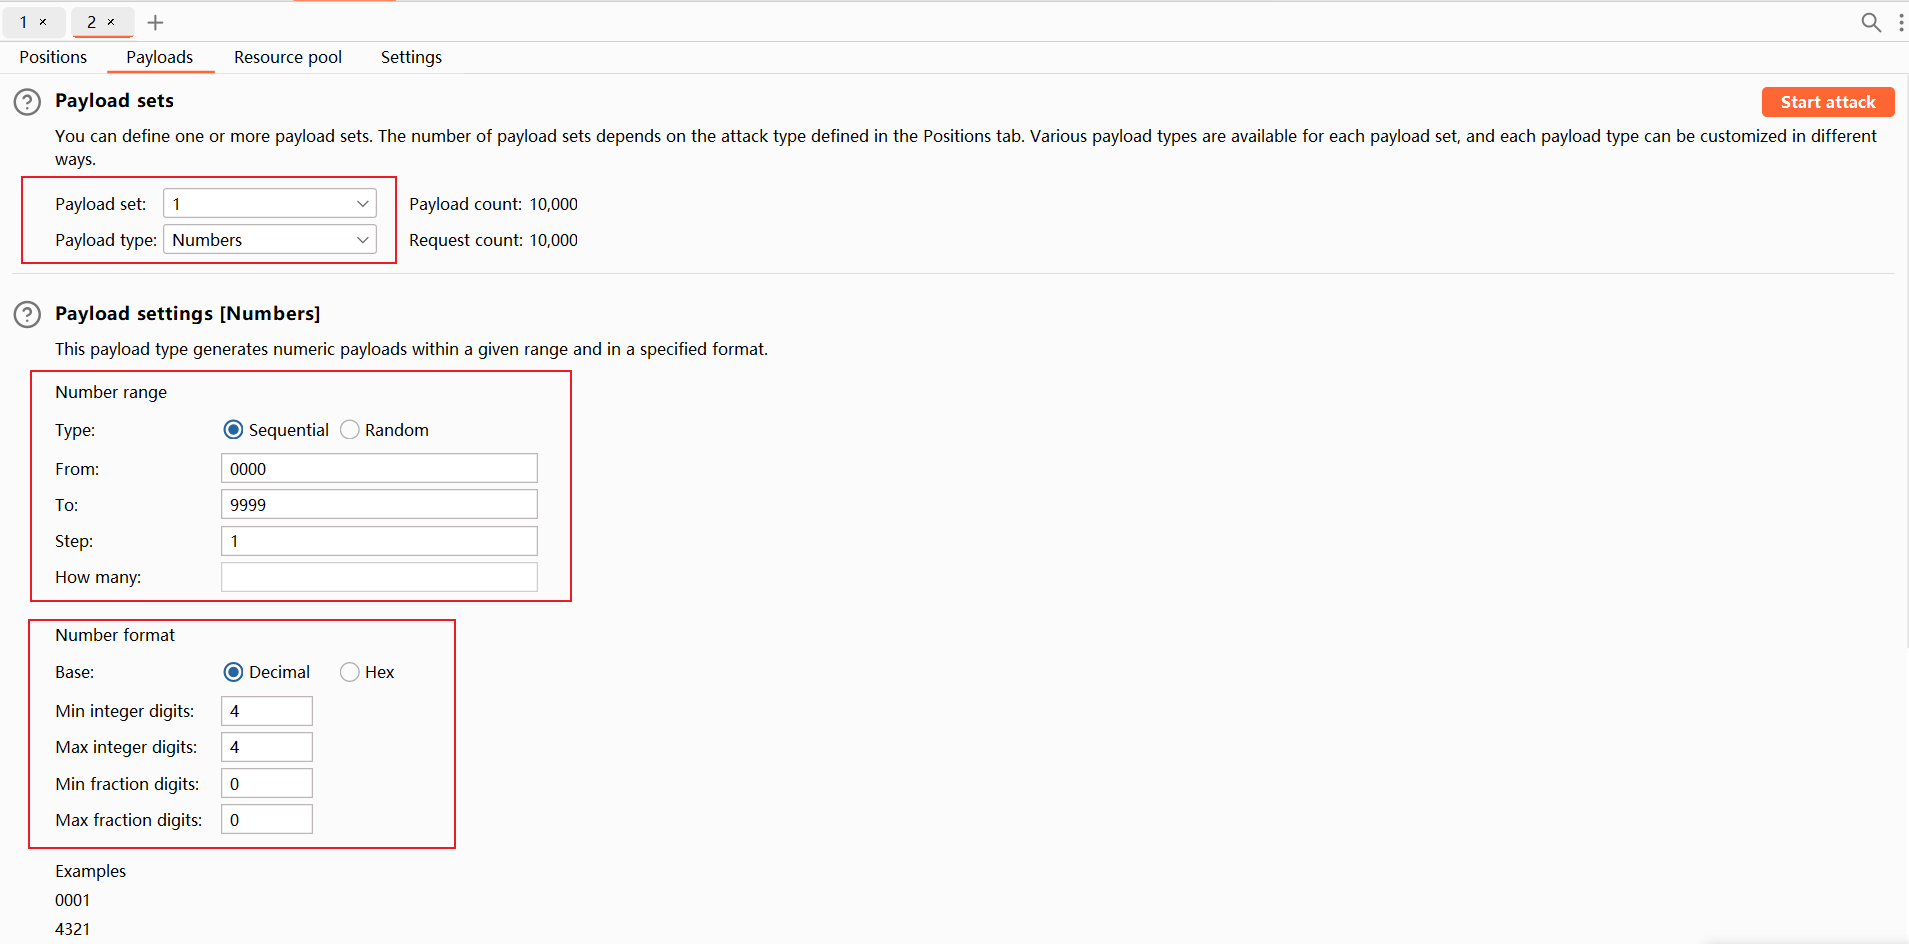 1 × 2 × +
Positions Payloads Resource pool Settings
Payload sets
Start attack
You can define one or more payload sets. The number of payload sets depends on the attack type defined in the Positions tab. Various payload types are available for each payload set, and each payload type can be customized in different
ways.
Payload set: 1 Payload count: 10,000
Payload type: Numbers Request count: 10,000
Payload settings [Numbers]
This payload type generates numeric payloads within a given range and in a specified format.
Number range
Type: Sequential Random
From: 0000
To: 9999
Step: 1
How many:
Number format
Base: Decimal Hex
Min integer digits: 4
Max integer digits: 4
Min fraction digits: 0
Max fraction digits: 0
Examples
0001
4321